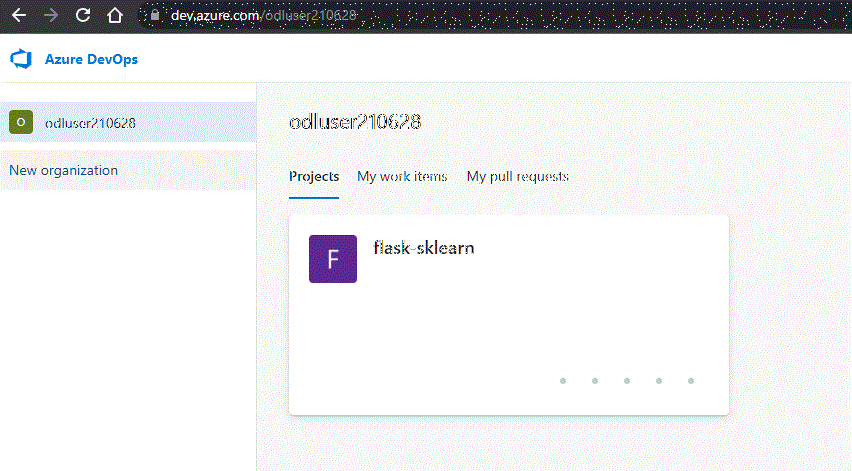 dev.azure.com/odluser210628
Azure DevOps
O odluser210628
New organization
odluser210628
Projects My work items My pull requests
F flask-sklearn